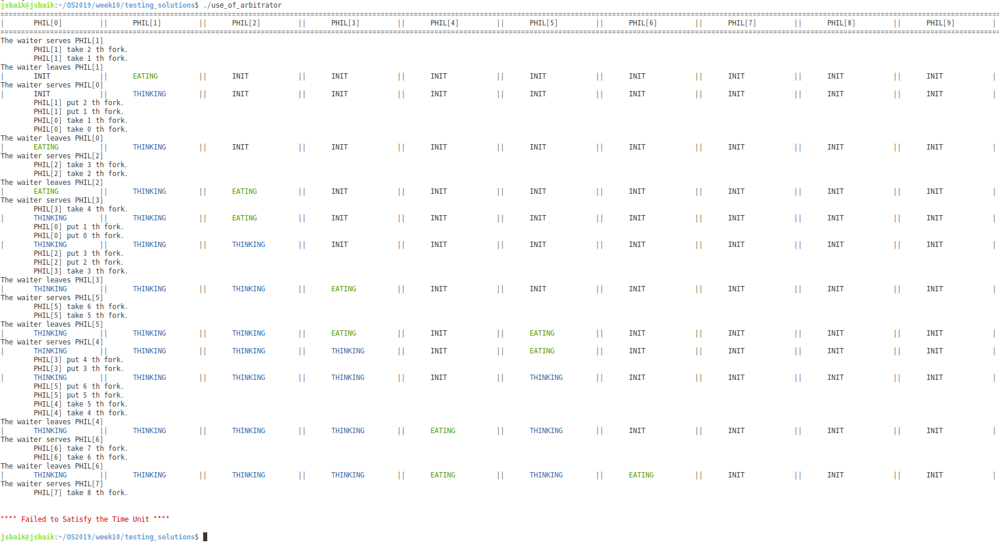 jsbaik@jsbaik:~/OS2019/week10/testing_solutions$ ./use_of_arbitrator
| PHIL[0] || PHIL[1] || PHIL[2] || PHIL[3] || PHIL[4] || PHIL[5] || PHIL[6] || PHIL[7] || PHIL[8] || PHIL[9] |
The waiter serves PHIL[1]
PHIL[1] take 2 th fork.
PHIL[1] take 1 th fork.
The waiter leaves PHIL[1]
| INIT || EATING || INIT || INIT || INIT || INIT || INIT || INIT || INIT || INIT |
The waiter serves PHIL[0]
| INIT || THINKING || INIT || INIT || INIT || INIT || INIT || INIT || INIT || INIT |
PHIL[1] put 2 th fork.
PHIL[1] put 1 th fork.
PHIL[0] take 1 th fork.
PHIL[0] take 0 th fork.
The waiter leaves PHIL[0]
| EATING || THINKING || INIT || INIT || INIT || INIT || INIT || INIT || INIT || INIT |
The waiter serves PHIL[2]
PHIL[2] take 3 th fork.
PHIL[2] take 2 th fork.
The waiter leaves PHIL[2]
| EATING || THINKING || EATING || INIT || INIT || INIT || INIT || INIT || INIT || INIT |
The waiter serves PHIL[3]
PHIL[3] take 4 th fork.
| THINKING || THINKING || EATING || INIT || INIT || INIT || INIT || INIT || INIT || INIT |
PHIL[0] put 1 th fork.
PHIL[0] put 0 th fork.
| THINKING || THINKING || THINKING || INIT || INIT || INIT || INIT || INIT || INIT || INIT |
PHIL[2] put 3 th fork.
PHIL[2] put 2 th fork.
PHIL[3] take 3 th fork.
The waiter leaves PHIL[3]
| THINKING || THINKING || THINKING || EATING || INIT || INIT || INIT || INIT || INIT || INIT |
The waiter serves PHIL[5]
PHIL[5] take 6 th fork.
PHIL[5] take 5 th fork.
The waiter leaves PHIL[5]
| THINKING || THINKING || THINKING || EATING || INIT || EATING || INIT || INIT || INIT || INIT |
The waiter serves PHIL[4]
| THINKING || THINKING || THINKING || THINKING || INIT || EATING || INIT || INIT || INIT || INIT |
PHIL[3] put 4 th fork.
PHIL[3] put 3 th fork.
| THINKING || THINKING || THINKING || THINKING || INIT || THINKING || INIT || INIT || INIT || INIT |
PHIL[5] put 6 th fork.
PHIL[5] put 5 th fork.
PHIL[4] take 5 th fork.
PHIL[4] take 4 th fork.
The waiter leaves PHIL[4]
| THINKING || THINKING || THINKING || THINKING || EATING || THINKING || INIT || INIT || INIT || INIT |
The waiter serves PHIL[6]
PHIL[6] take 7 th fork.
PHIL[6] take 6 th fork.
The waiter leaves PHIL[6]
| THINKING || THINKING || THINKING || THINKING || EATING || THINKING || EATING || INIT || INIT || INIT |
The waiter serves PHIL[7]
PHIL[7] take 8 th fork.
**** Failed to Satisfy the Time Unit ****
jsbaik@jsbaik:~/OS2019/week10/testing_solutions$